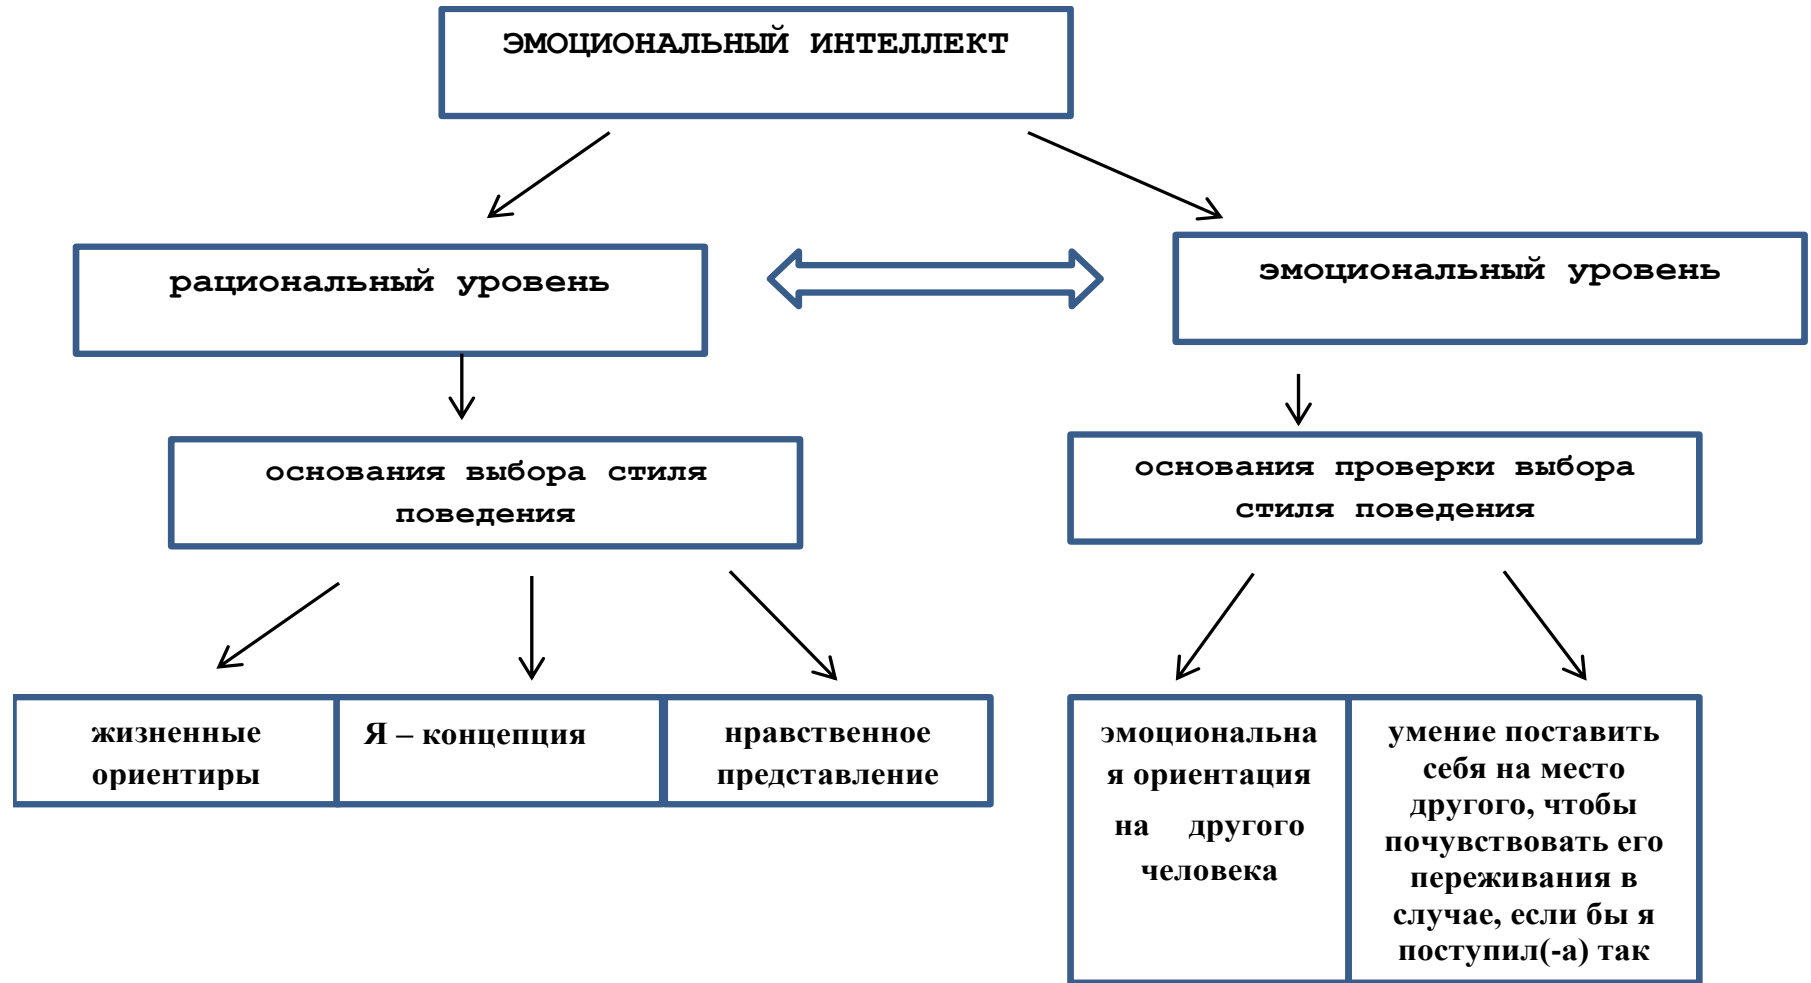 ЭМОЦИОНАЛЬНЫЙ ИНТЕЛЛЕКТ
рациональный уровень
эмоциональный уровень
основания выбора стиля
поведения
основания проверки выбора
стиля поведения
жизненные
ориентиры
Я – концепция
нравственное
представление
эмоциональна
я ориентация
на другого
человека
умение поставить
себя на место
другого, чтобы
почувствовать его
переживания в
случае, если бы я
поступил(-а) так